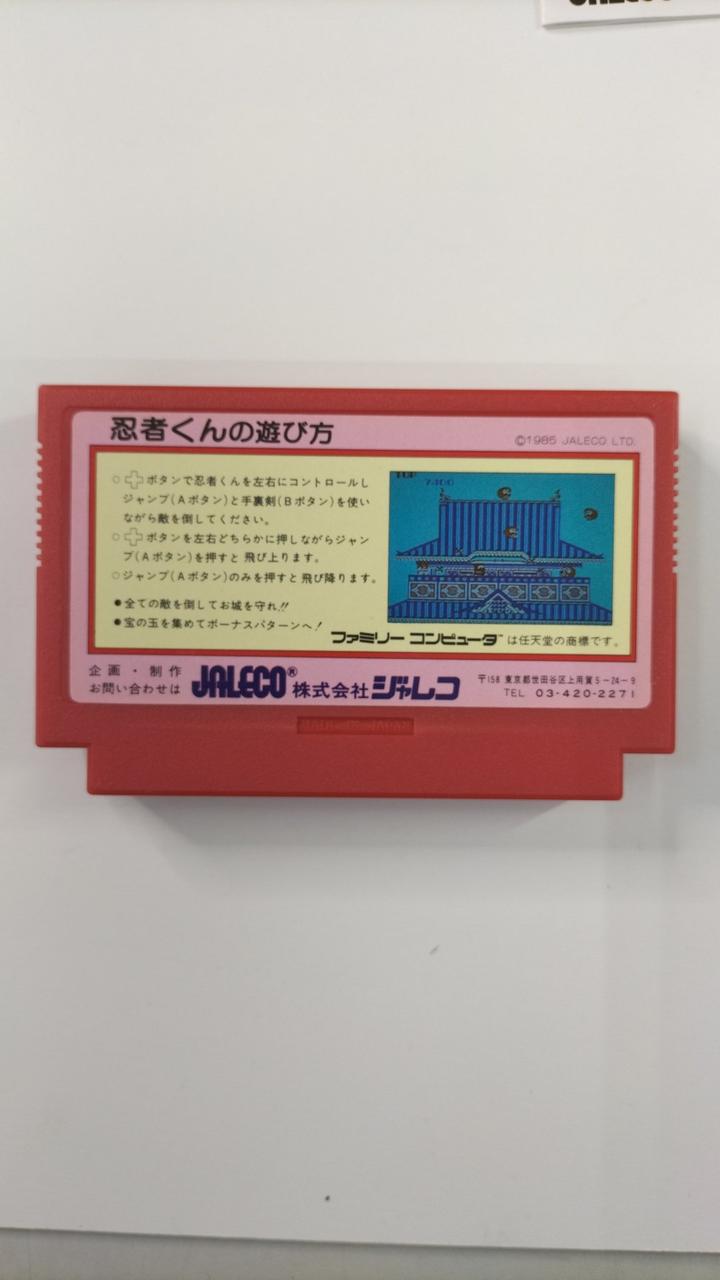 忍者くんの遊び方
©1985 JALECO LTD.
○ ボタンで忍者くんを左右にコントロールし
ジャンプ(Aボタン)と手裏剣(Bボタン)を使い
ながら敵を倒してください。
○ ボタンを左右どちらかに押しながらジャン
プ(Aボタン)を押すと 飛び上ります。
○ジャンプ(Aボタン)のみを押すと 飛び降ります。
●全ての敵を倒してお城を守れ!!
●宝の玉を集めてボーナスパターンへ!
TOP
7400
ファミリー コンピュータ™は任天堂の商標です。
企画・制作
お問い合わせは JALECO® 株式会社ジャレコ
〒158 東京都世田谷区上用賀5-24-9
TEL 03-420-2271
MADE IN JAPAN